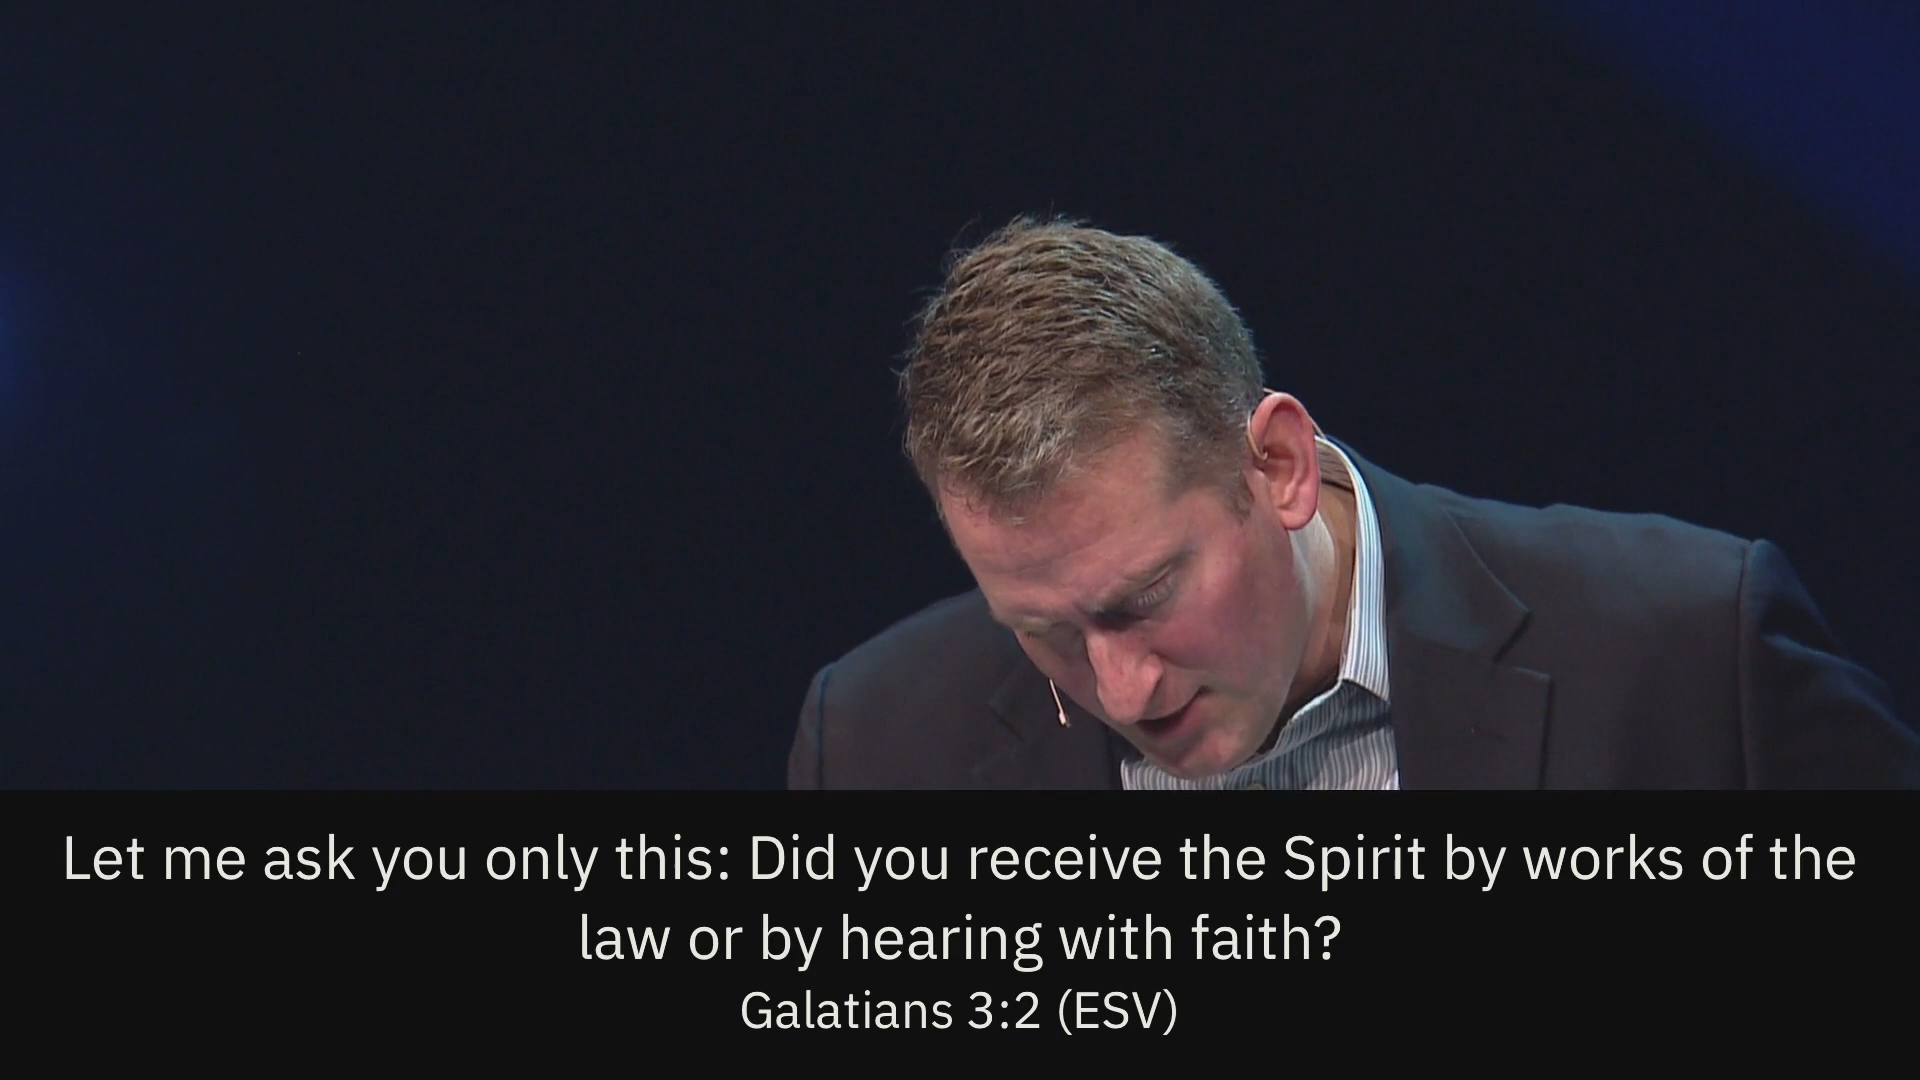 Let me ask you only this: Did you receive the Spirit by works of the
law or by hearing with faith?
Galatians 3:2 (ESV)